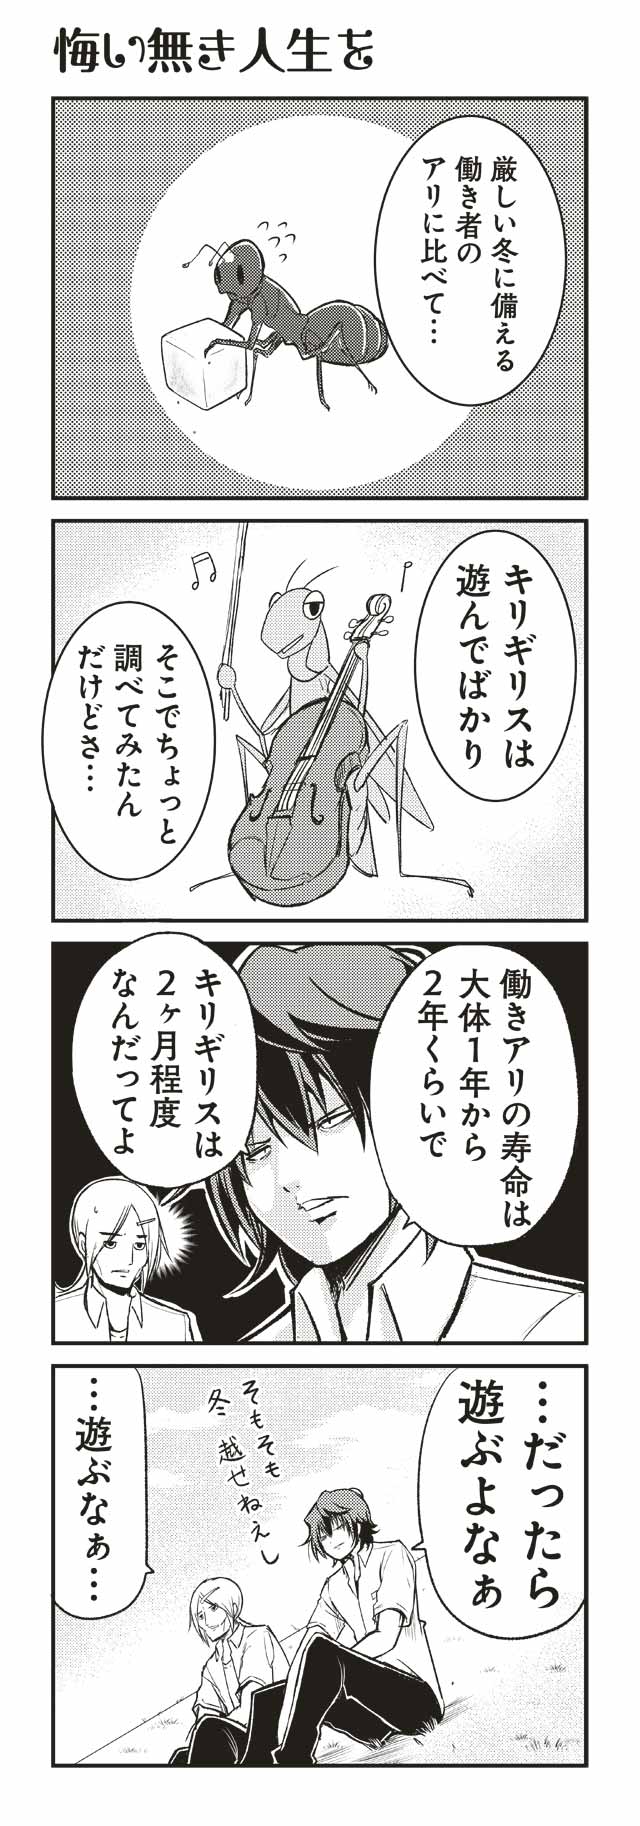 悔い無き人生を
厳しい冬に備える
働き者の
アリに比べて…
キリギリスは
遊んでばかり
そこでちょっと
調べてみたん
だけどさ…
働きアリの寿命は
大体1年から
2年くらいで
キリギリスは
2ヶ月程度
なんだってよ
…だったら
遊ぶよなぁ
そもそも
冬越せねえし
…遊ぶなぁ…